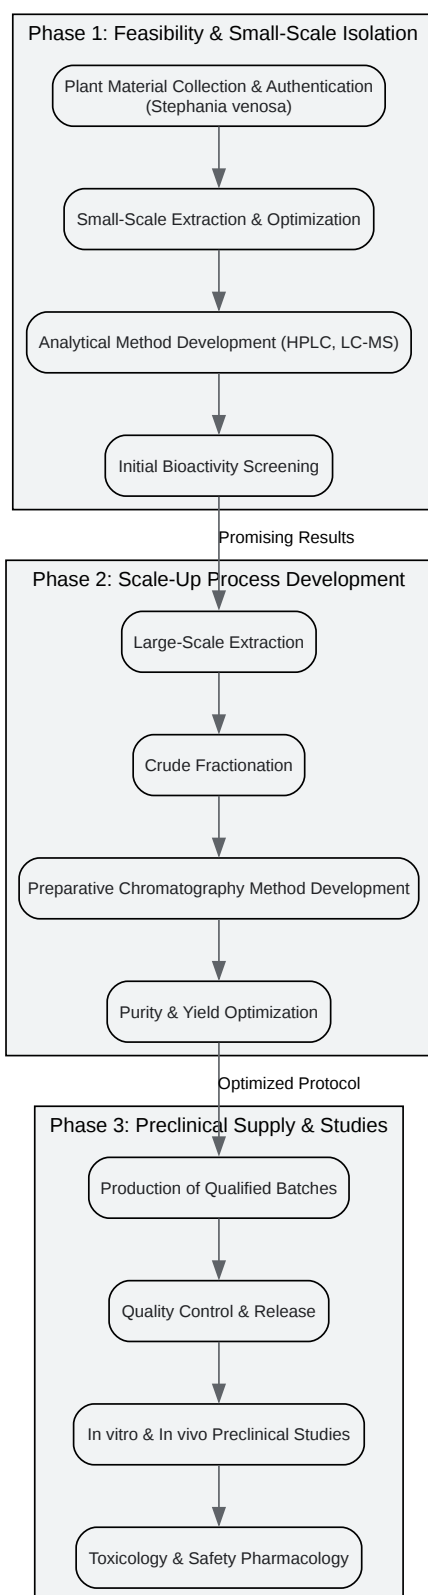 Phase 1: Feasibility & Small-Scale Isolation
Plant Material Collection & Authentication
(Stephania venosa)
Small-Scale Extraction & Optimization
Analytical Method Development (HPLC, LC-MS)
Initial Bioactivity Screening
Promising Results
Phase 2: Scale-Up Process Development
Large-Scale Extraction
Crude Fractionation
Preparative Chromatography Method Development
Purity & Yield Optimization
Optimized Protocol
Phase 3: Preclinical Supply & Studies
Production of Qualified Batches
Quality Control & Release
In vitro & In vivo Preclinical Studies
Toxicology & Safety Pharmacology